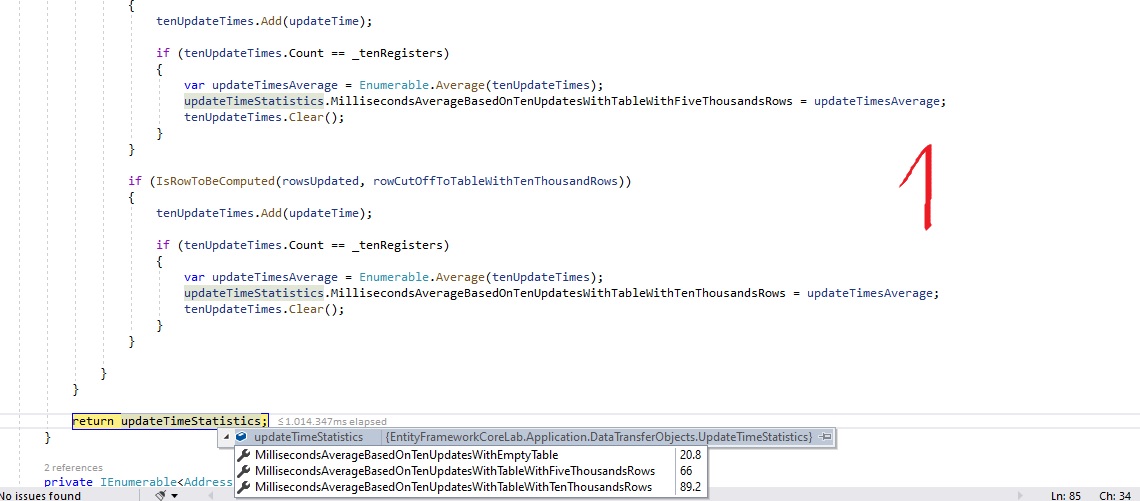 {
tenUpdateTimes.Add(updateTime);
if (tenUpdateTimes.Count == _tenRegisters)
{
var updateTimesAverage = Enumerable.Average(tenUpdateTimes);
updateTimeStatistics.MillisecondsAverageBasedOnTenUpdatesWithTableWithFiveThousandsRows = updateTimesAverage;
tenUpdateTimes.Clear();
}
}
1
if (IsRowToBeComputed(rowsUpdated, rowCutOffToTableWithTenThousandRows))
{
tenUpdateTimes.Add(updateTime);
if (tenUpdateTimes.Count == _tenRegisters)
{
var updateTimesAverage = Enumerable.Average(tenUpdateTimes);
updateTimeStatistics.MillisecondsAverageBasedOnTenUpdatesWithTableWithTenThousandsRows = updateTimesAverage;
tenUpdateTimes.Clear();
}
}
}
}
return updateTimeStatistics; ≤1.014.347ms elapsed
updateTimeStatistics {EntityFrameworkCoreLab.Application.DataTransferObjects.UpdateTimeStatistics}
}
MillisecondsAverageBasedOnTenUpdatesWithEmptyTable 20.8
2 references
MillisecondsAverageBasedOnTenUpdatesWithTableWithFiveThousandsRows 66
private IEnumerable<Address
MillisecondsAverageBasedOnTenUpdatesWithTableWithTenThousandsRows 89.2
No issues found Ln: 85 Ch: 34